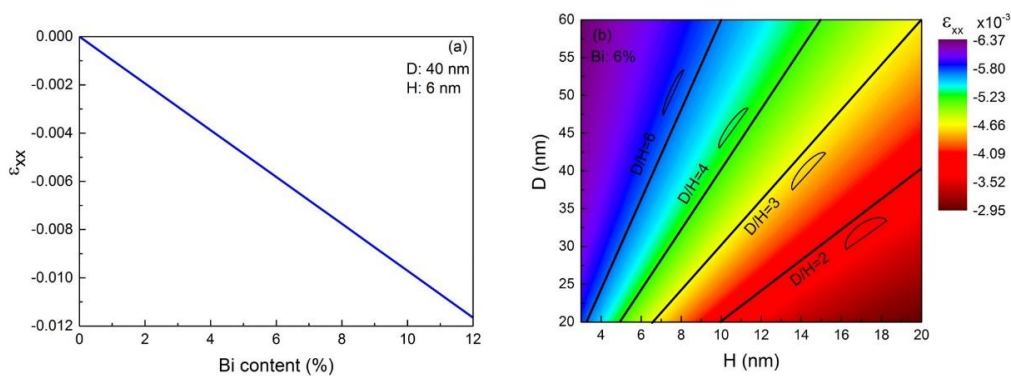 0.000
-0.002
-0.004
-0.006
-0.008
-0.010
-0.012
εxx
0 2 4 6 8 10 12
Bi content (%)
(a)
D: 40 nm
H: 6 nm
60
55
50
45
40
35
30
25
20
D (nm)
4 6 8 10 12 14 16 18 20
H (nm)
(b)
Bi: 6%
D/H=6
D/H=4
D/H=3
D/H=2
εxx x10⁻³
-6.37
-5.80
-5.23
-4.66
-4.09
-3.52
-2.95